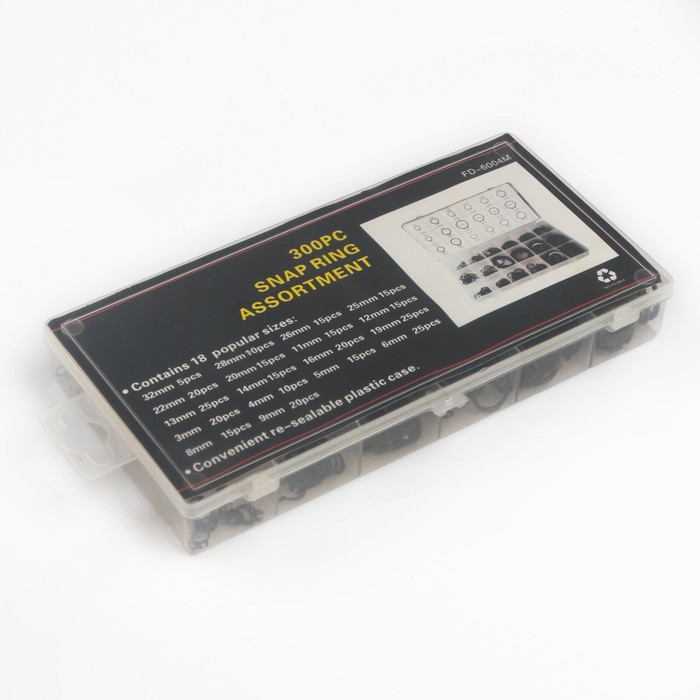 FD-6004M
300PC
SNAP RING
ASSORTMENT
• Contains 18 popular sizes:
32mm 5pcs 28mm 10pcs 26mm 15pcs 25mm 15pcs
22mm 20pcs 20mm 15pcs 11mm 15pcs 12mm 15pcs
13mm 25pcs 14mm 15pcs 16mm 20pcs 19mm 25pcs
3mm 20pcs 4mm 10pcs 5mm 15pcs 6mm 25pcs
8mm 15pcs 9mm 20pcs
• Convenient re-sealable plastic case.